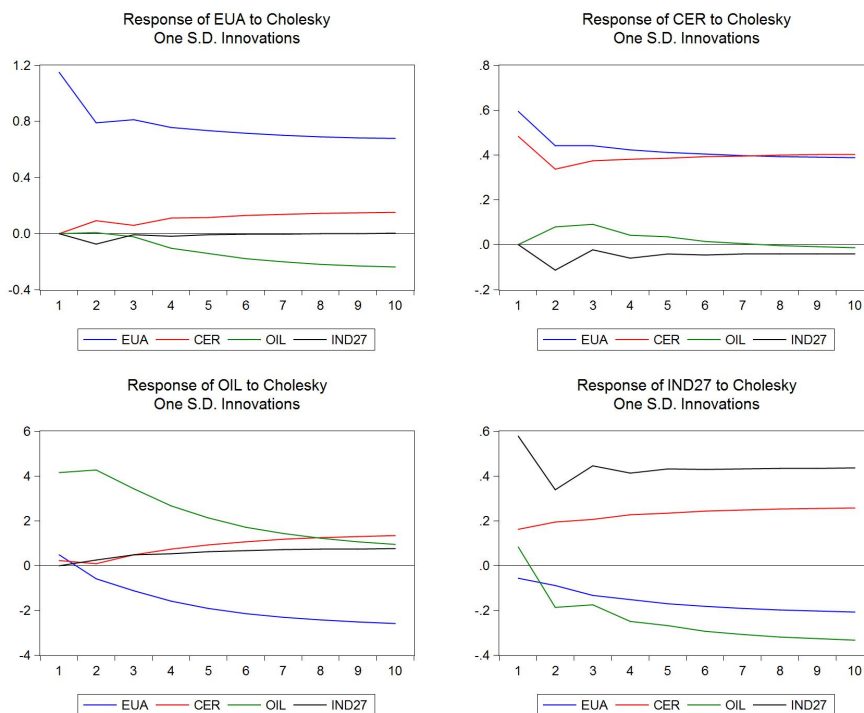 Response of EUA to Cholesky
One S.D. Innovations
1.2
0.8
0.4
0.0
-0.4
1 2 3 4 5 6 7 8 9 10
EUA CER OIL IND27
Response of CER to Cholesky
One S.D. Innovations
.8
.6
.4
.2
.0
-.2
1 2 3 4 5 6 7 8 9 10
EUA CER OIL IND27
Response of OIL to Cholesky
One S.D. Innovations
6
4
2
0
-2
-4
1 2 3 4 5 6 7 8 9 10
EUA CER OIL IND27
Response of IND27 to Cholesky
One S.D. Innovations
.6
.4
.2
.0
-.2
-.4
1 2 3 4 5 6 7 8 9 10
EUA CER OIL IND27